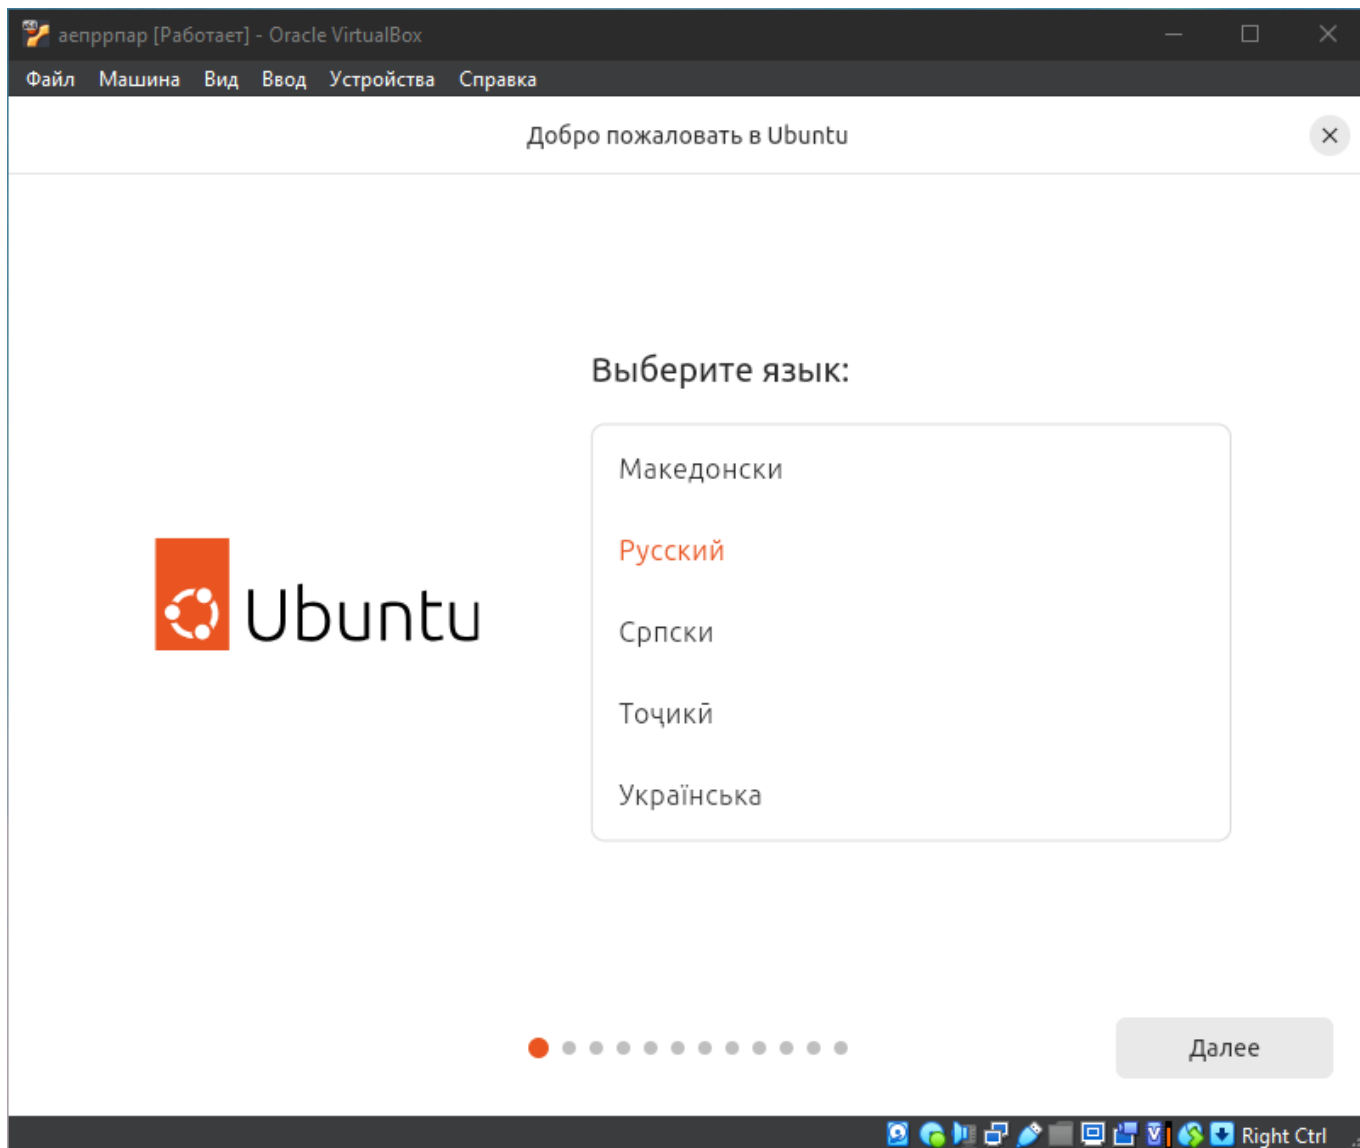 аепррпар [Работает] - Oracle VirtualBox
Файл Машина Вид Ввод Устройства Справка
Добро пожаловать в Ubuntu
Выберите язык:
Македонски
Русский
Српски
Тоҷикӣ
Українська
Ubuntu
Далее
Right Ctrl